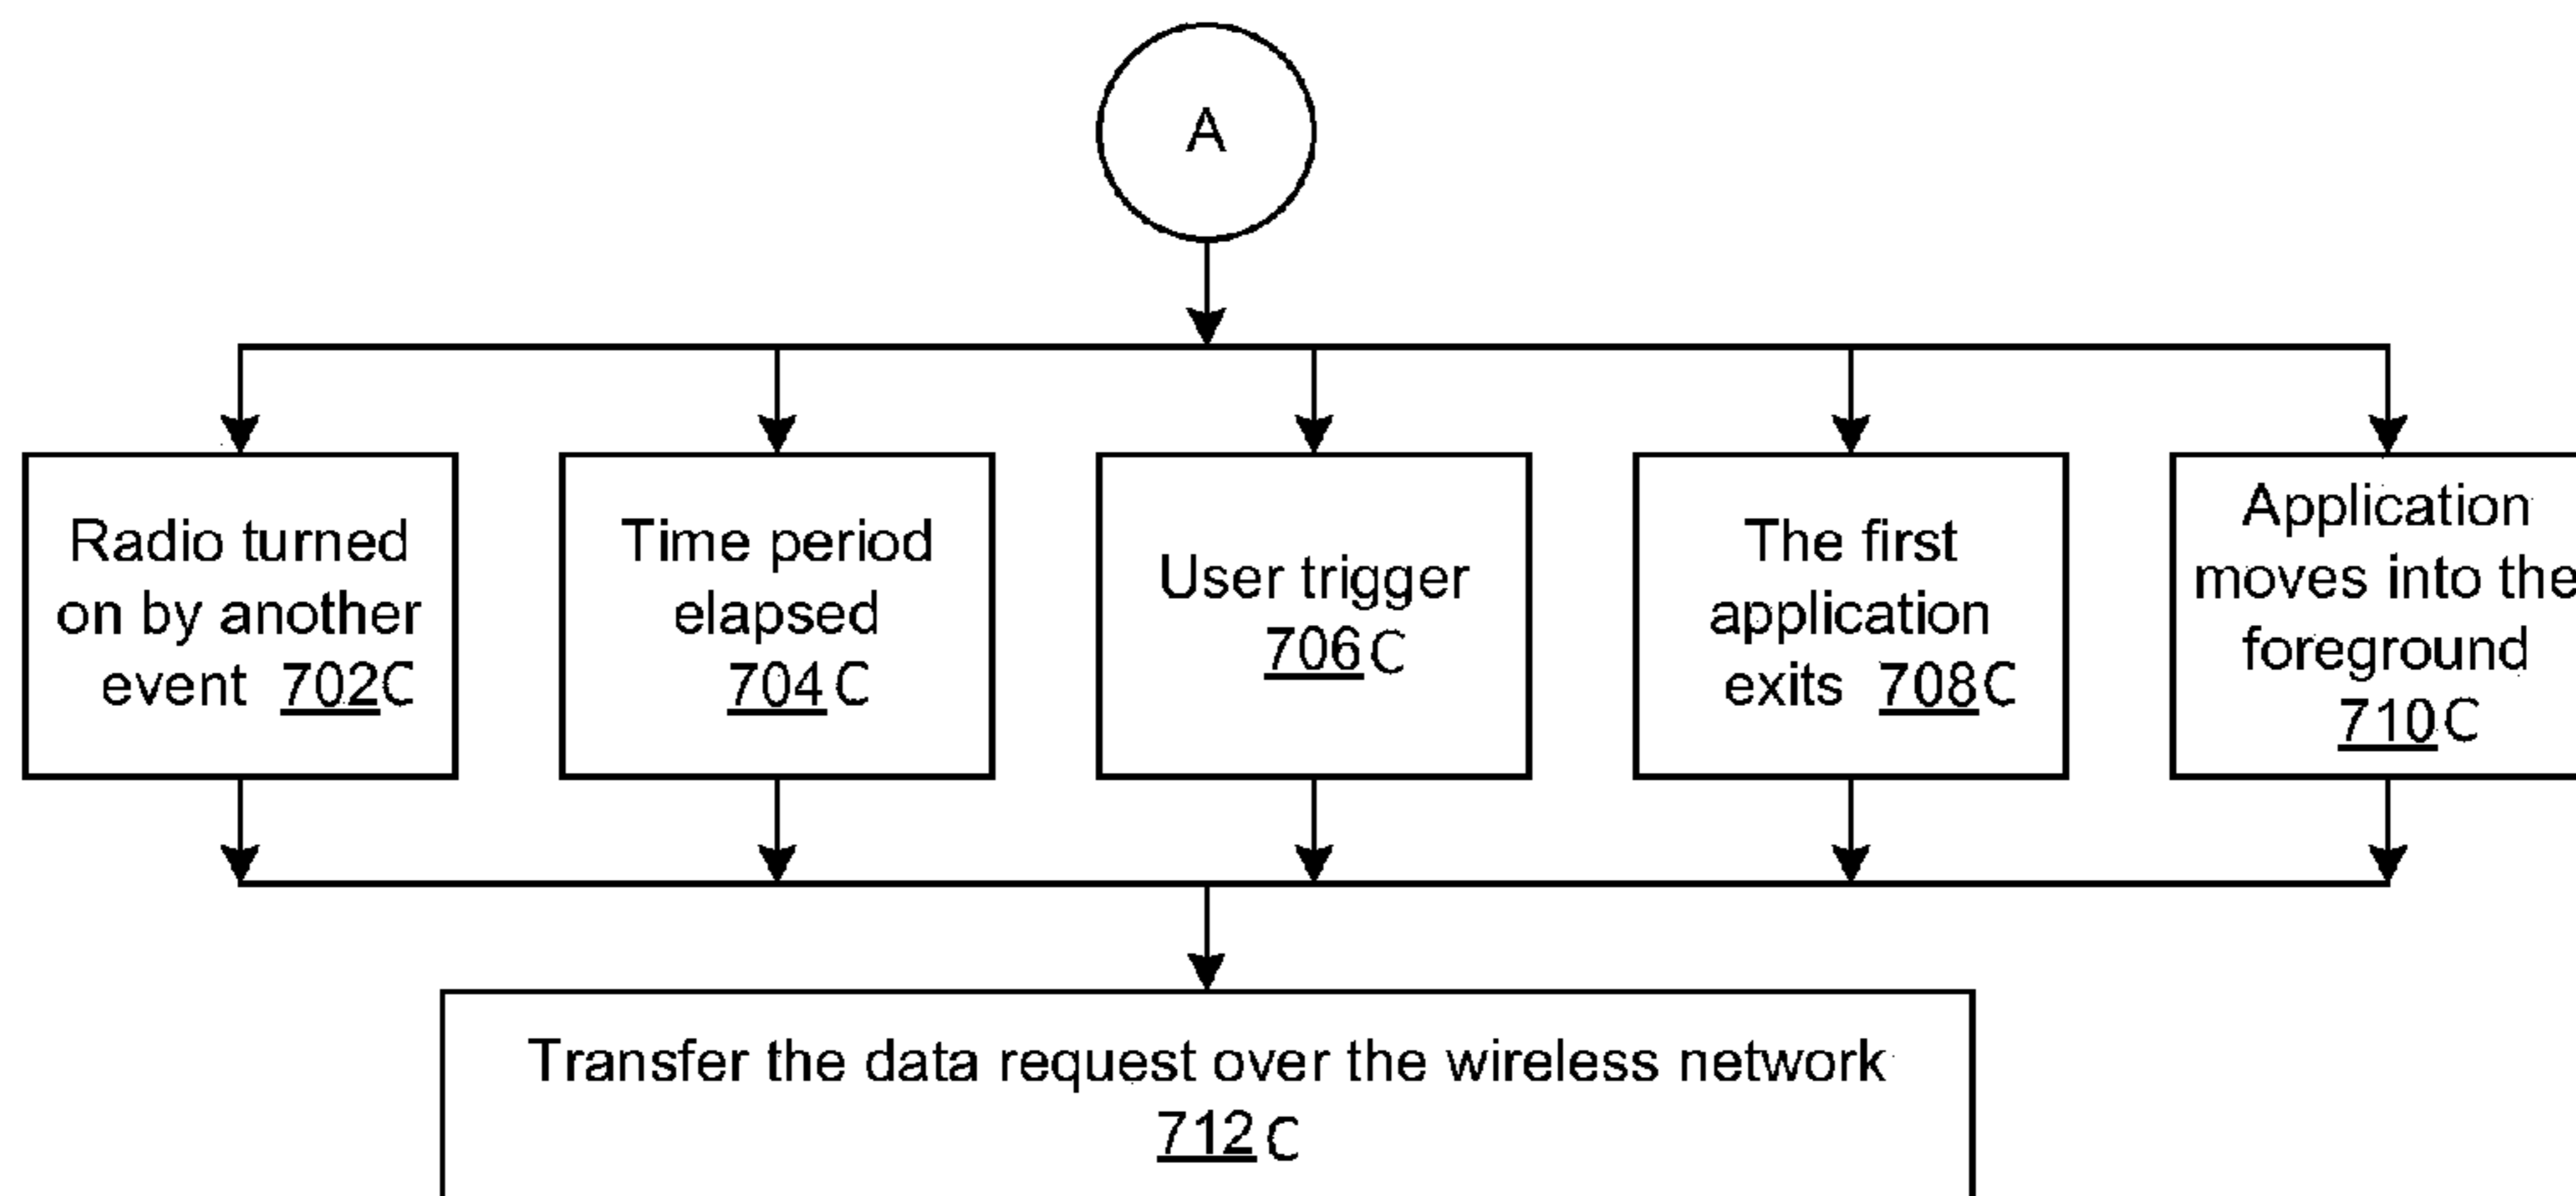 A
Radio turned
on by another
event 702C
Time period
elapsed
704C
User trigger
706C
The first
application
exits 708C
Application
moves into the
foreground
710C
Transfer the data request over the wireless network
712C